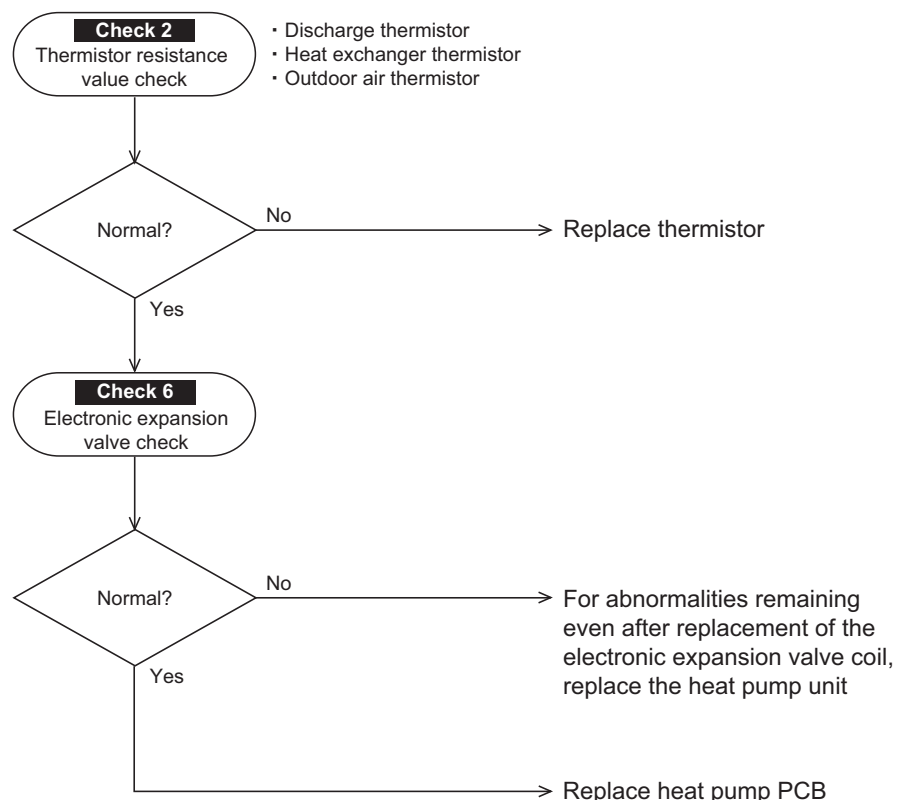 Check 2
Thermistor resistance
value check
・Discharge thermistor
・Heat exchanger thermistor
・Outdoor air thermistor
Normal?
No
Replace thermistor
Yes
Check 6
Electronic expansion
valve check
Normal?
No
For abnormalities remaining
even after replacement of the
electronic expansion valve coil,
replace the heat pump unit
Yes
Replace heat pump PCB